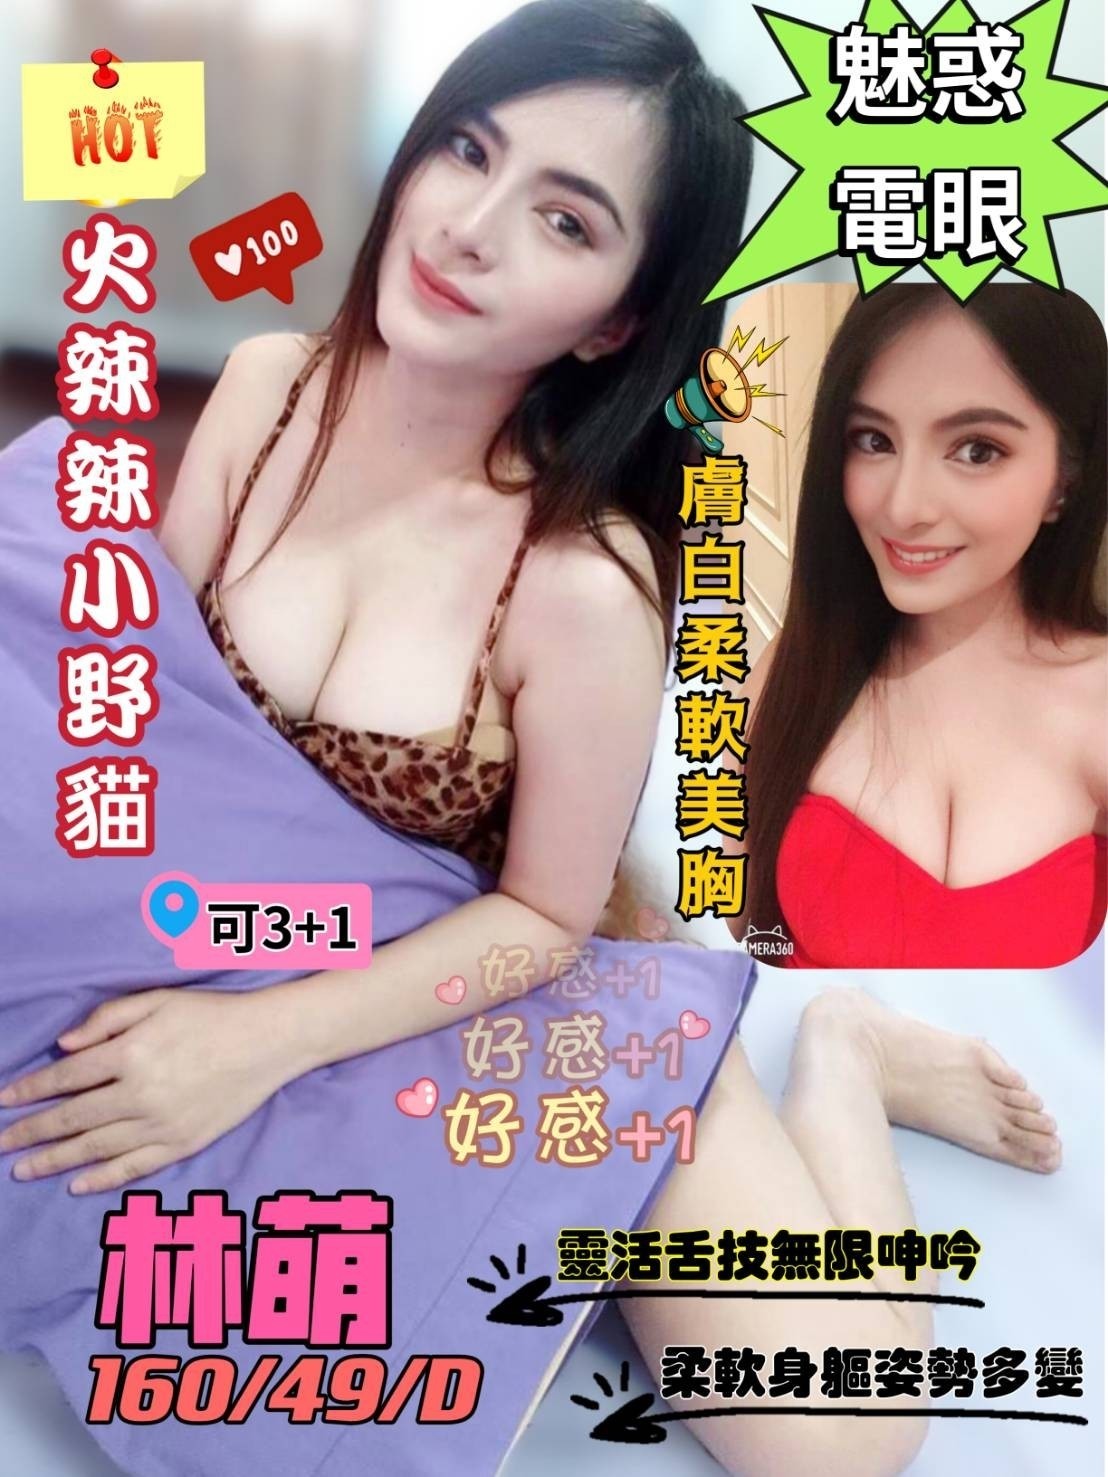 HOT
魅惑
電眼
火辣辣小野貓
100
膚白柔軟美胸
CAMERA360
可3+1
好感+1
好感+1
好感+1
林萌
160/49/D
靈活舌技無限呻吟
柔軟身軀姿勢多變